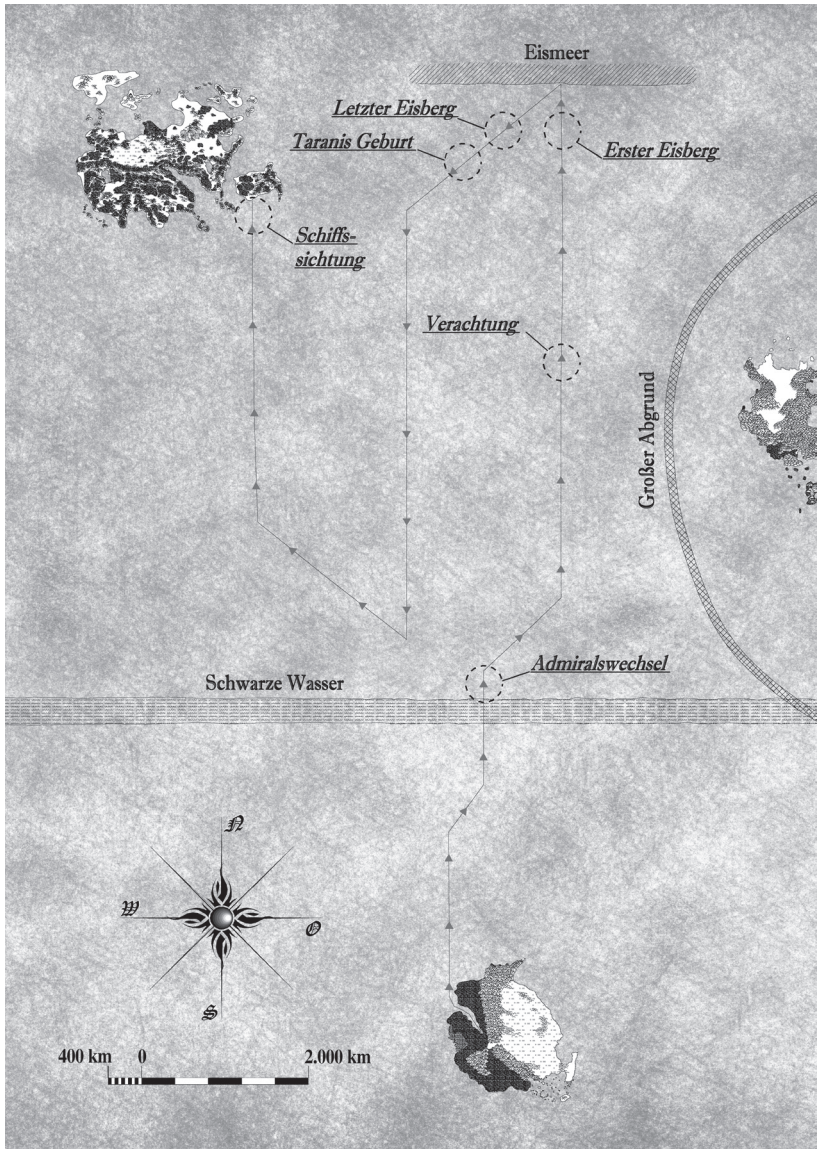 Eismeer
Letzter Eisberg
Taranis Geburt
Erster Eisberg
Schiffs-
sichtung
Verachtung
Großer Abgrund
Admiralswechsel
Schwarze Wasser
N
W
O
S
400 km 0 2.000 km